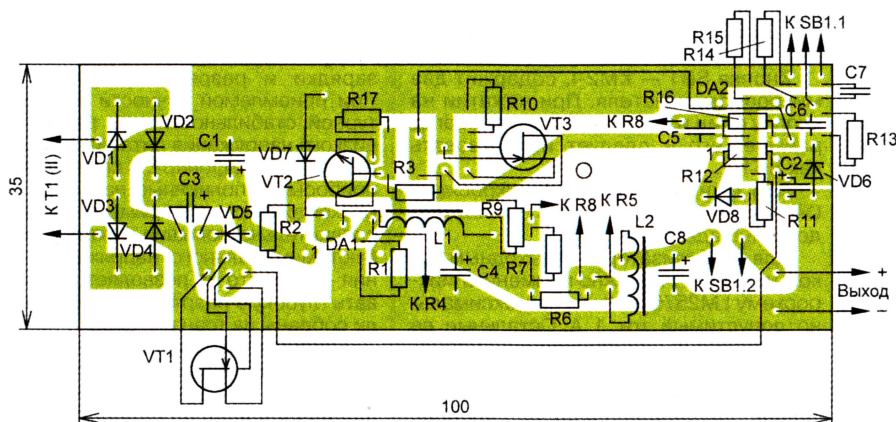 R15
R14
К SB1.1
C7
35
VD2
R17
R10
DA2
R16
C6
К T1 (II)
VD1
C1
VD7
VT3
К R8
C5
R13
C3
VT2
R3
1
R12
C2
VD6
VD3
VD5
R2
R9
К R8
К R5
L2
VD8
R11
VD4
1
DA1
L1
R7
C8
R1
C4
К R4
К SB1.2
+
R6
Выход
–
VT1
100